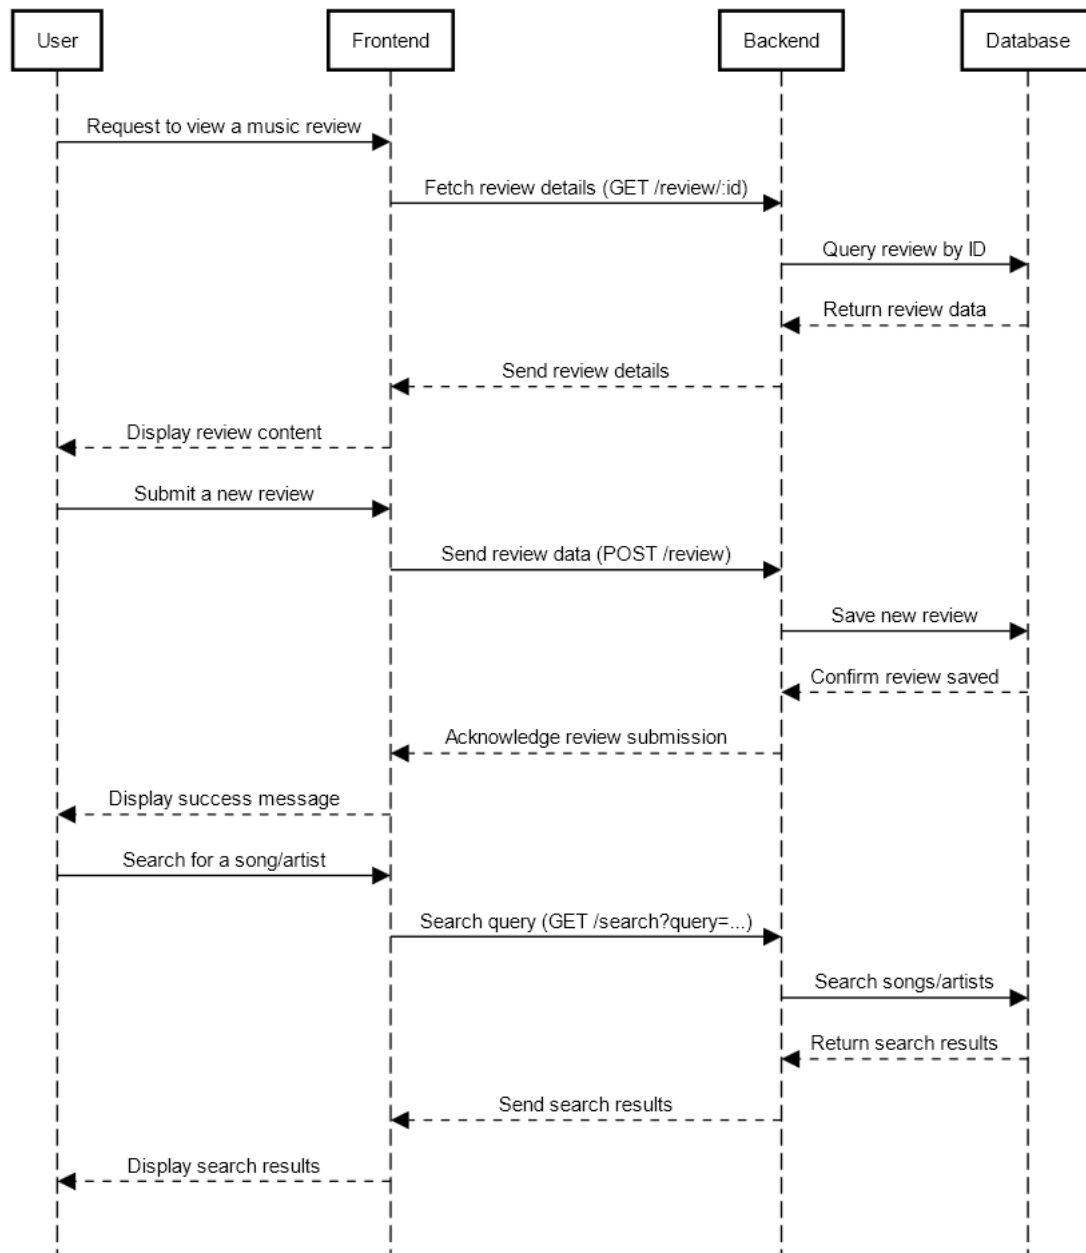 User
Frontend
Backend
Database
Request to view a music review
Fetch review details (GET /review/:id)
Query review by ID
Return review data
Send review details
Display review content
Submit a new review
Send review data (POST /review)
Save new review
Confirm review saved
Acknowledge review submission
Display success message
Search for a song/artist
Search query (GET /search?query=...)
Search songs/artists
Return search results
Send search results
Display search results